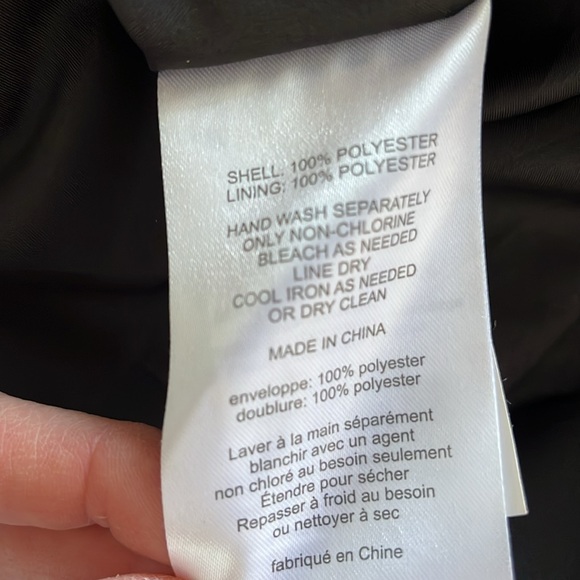 SHELL: 100% POLYESTER
LINING: 100% POLYESTER
HAND WASH SEPARATELY
ONLY NON-CHLORINE
BLEACH AS NEEDED
LINE DRY
COOL IRON AS NEEDED
OR DRY CLEAN
MADE IN CHINA
enveloppe: 100% polyester
doublure: 100% polyester
Laver à la main séparément
blanchir avec un agent
non chloré au besoin seulement
Étendre pour sécher
Repasser à froid au besoin
ou nettoyer à sec
fabriqué en Chine